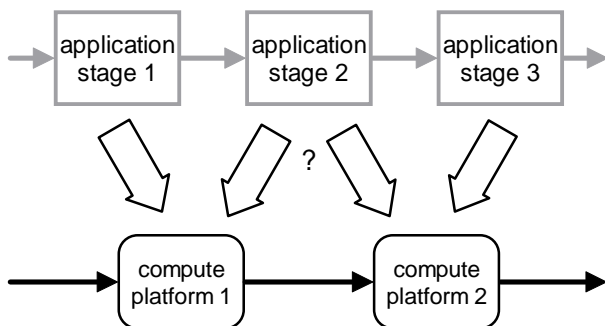 application
stage 1
application
stage 2
application
stage 3
?
compute
platform 1
compute
platform 2